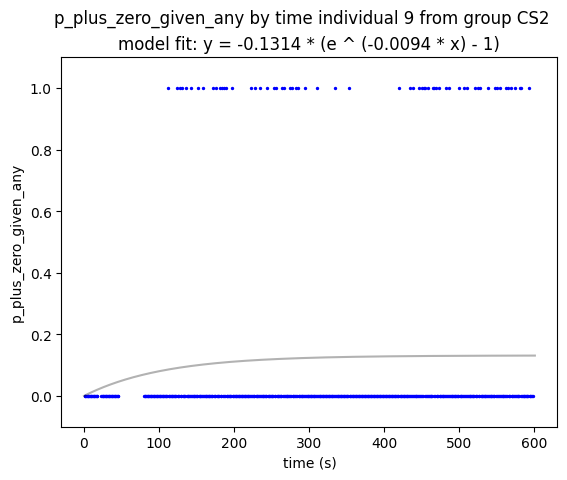 p_plus_zero_given_any by time individual 9 from group CS2
model fit: y = -0.1314 * (e ^ (-0.0094 * x) - 1)
1.0
0.8
0.6
0.4
0.2
0.0
p_plus_zero_given_any
0 100 200 300 400 500 600
time (s)